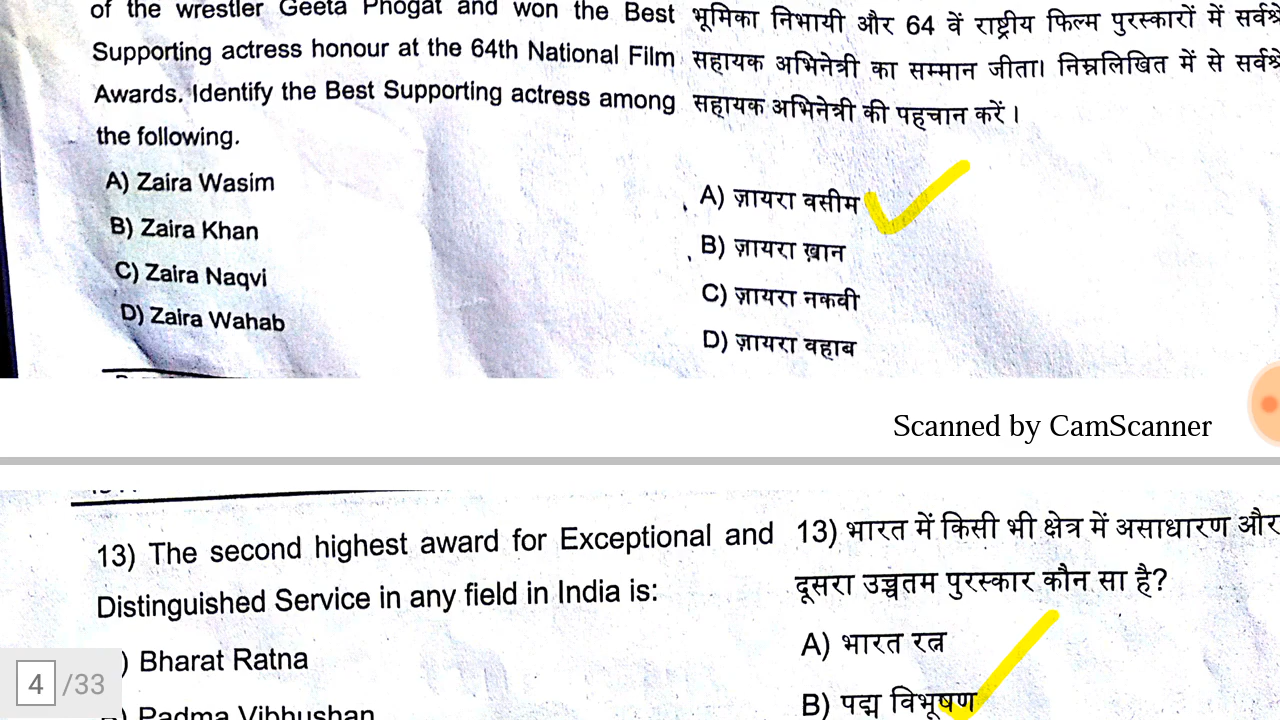 of the wrestler Geeta Phogat and won the Best
Supporting actress honour at the 64th National Film
Awards. Identify the Best Supporting actress among
the following.
A) Zaira Wasim
B) Zaira Khan
C) Zaira Naqvi
D) Zaira Wahab
भूमिका निभायी और 64 वें राष्ट्रीय फिल्म पुरस्कारों में
सहायक अभिनेत्री का सम्मान जीता। निम्नलिखित में से
सहायक अभिनेत्री की पहचान करें।
A) ज़ायरा वसीम
B) ज़ायरा ख़ान
C) ज़ायरा नकवी
D) ज़ायरा वहाब
Scanned by CamScanner
13) The second highest award for Exceptional and
Distinguished Service in any field in India is:
) Bharat Ratna
) Padma Vibhushan
13) भारत में किसी भी क्षेत्र में असाधारण और
दूसरा उच्चतम पुरस्कार कौन सा है?
A) भारत रत्न
B) पद्म विभूषण
4 /33